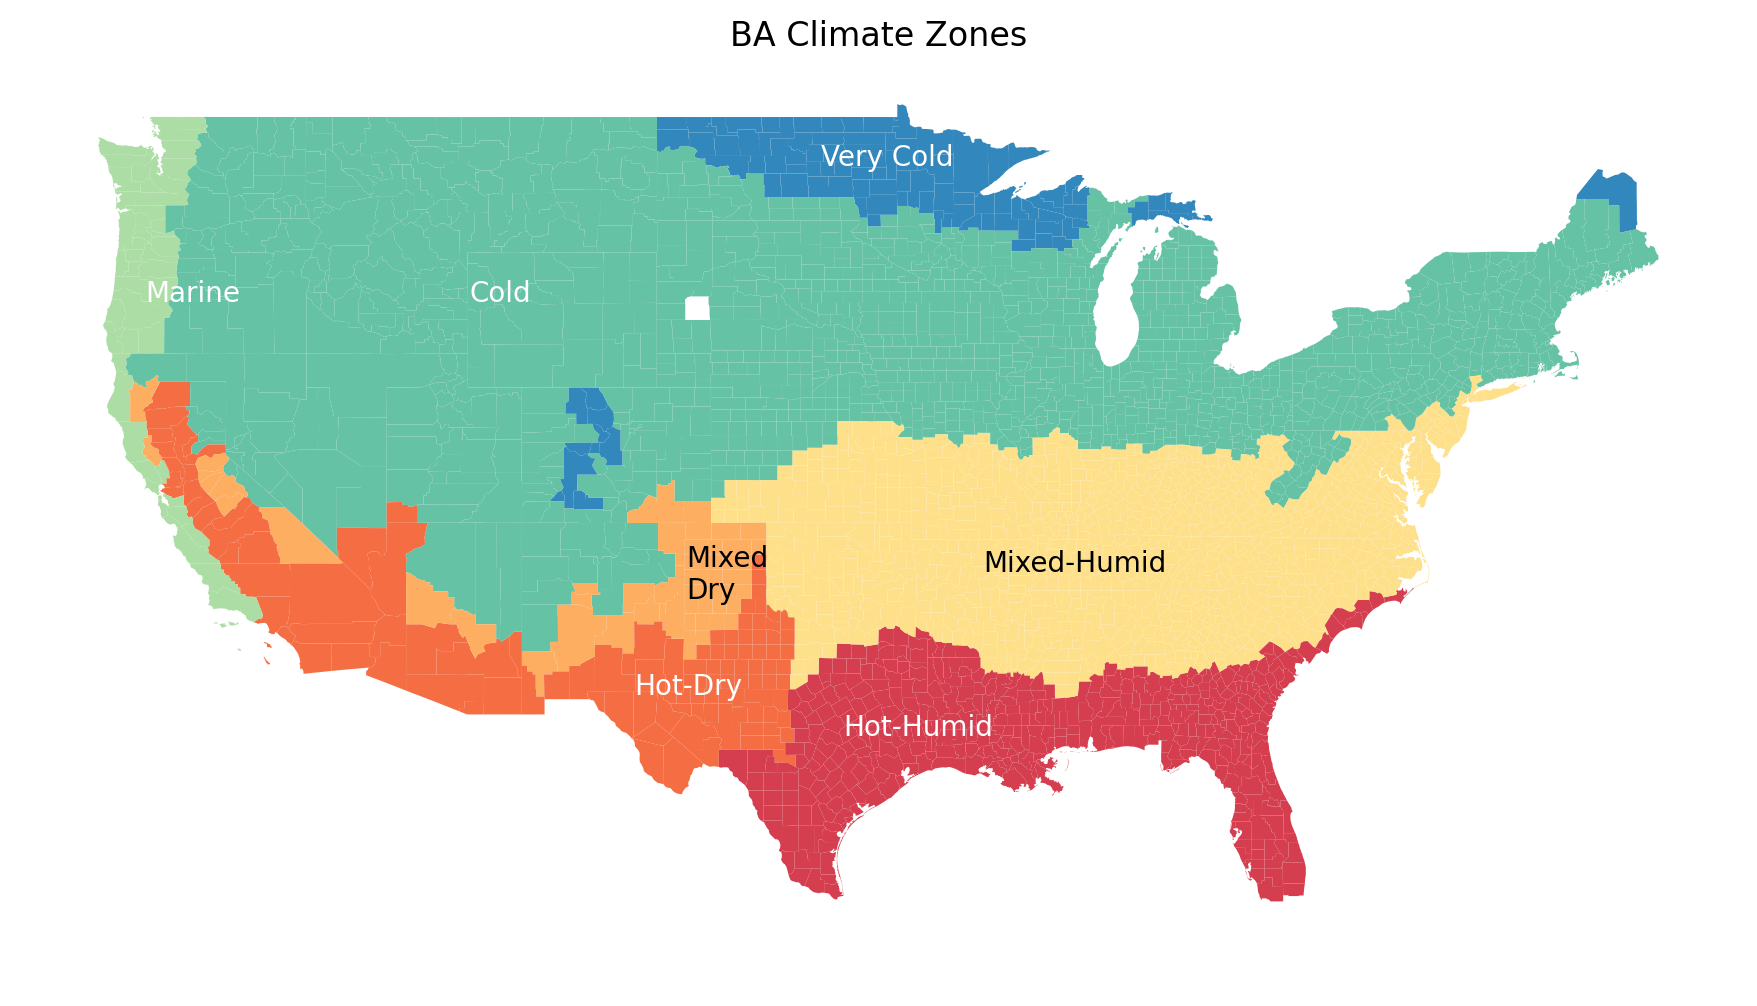 BA Climate Zones
Very Cold
Marine
Cold
Mixed
Dry
Mixed-Humid
Hot-Dry
Hot-Humid